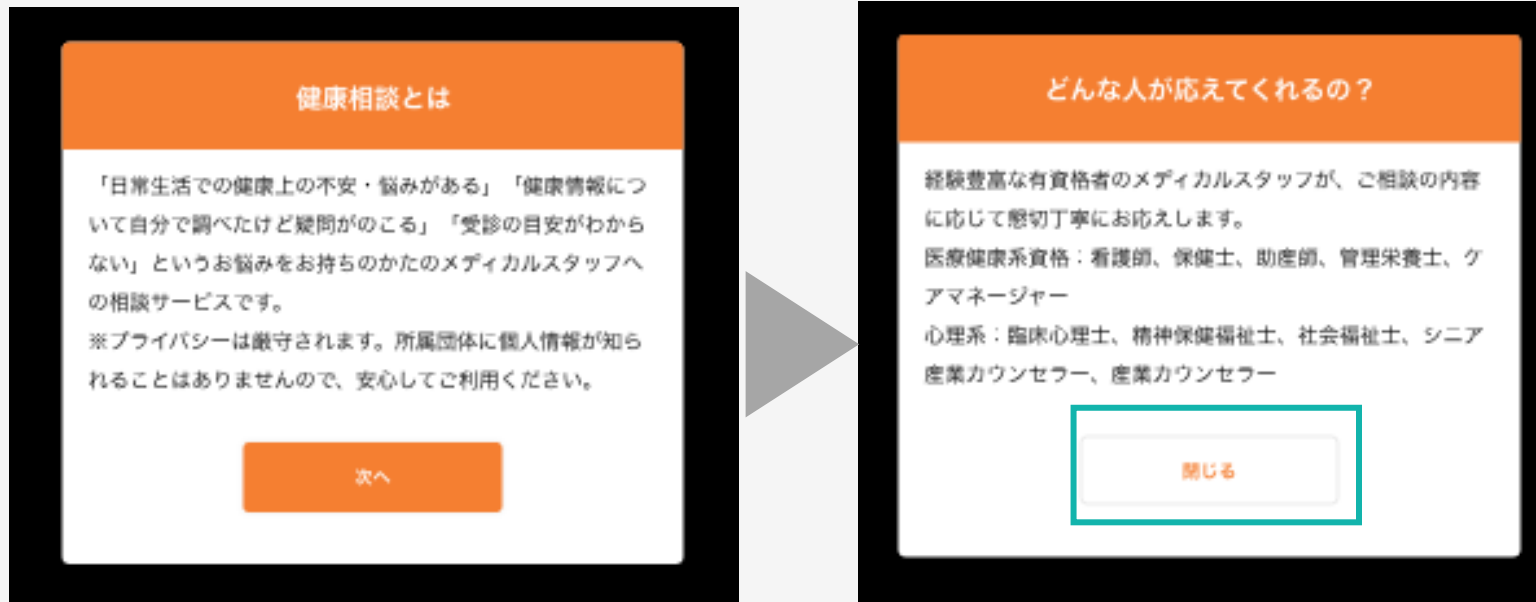 健康相談とは
「日常生活での健康上の不安・悩みがある」「健康情報につ
いて自分で調べたけど疑問がのこる」「受診の目安がわから
ない」というお悩みをお持ちのかたのメディカルスタッフへ
の相談サービスです。
※プライバシーは厳守されます。所属団体に個人情報が知ら
れることはありませんので、安心してご利用ください。
次へ
どんな人が応えてくれるの？
経験豊富な有資格者のメディカルスタッフが、ご相談の内容
に応じて懇切丁寧にお応えします。
医療健康系資格：看護師、保健士、助産師、管理栄養士、ケ
アマネージャー
心理系：臨床心理士、精神保健福祉士、社会福祉士、シニア
産業カウンセラー、産業カウンセラー
閉じる